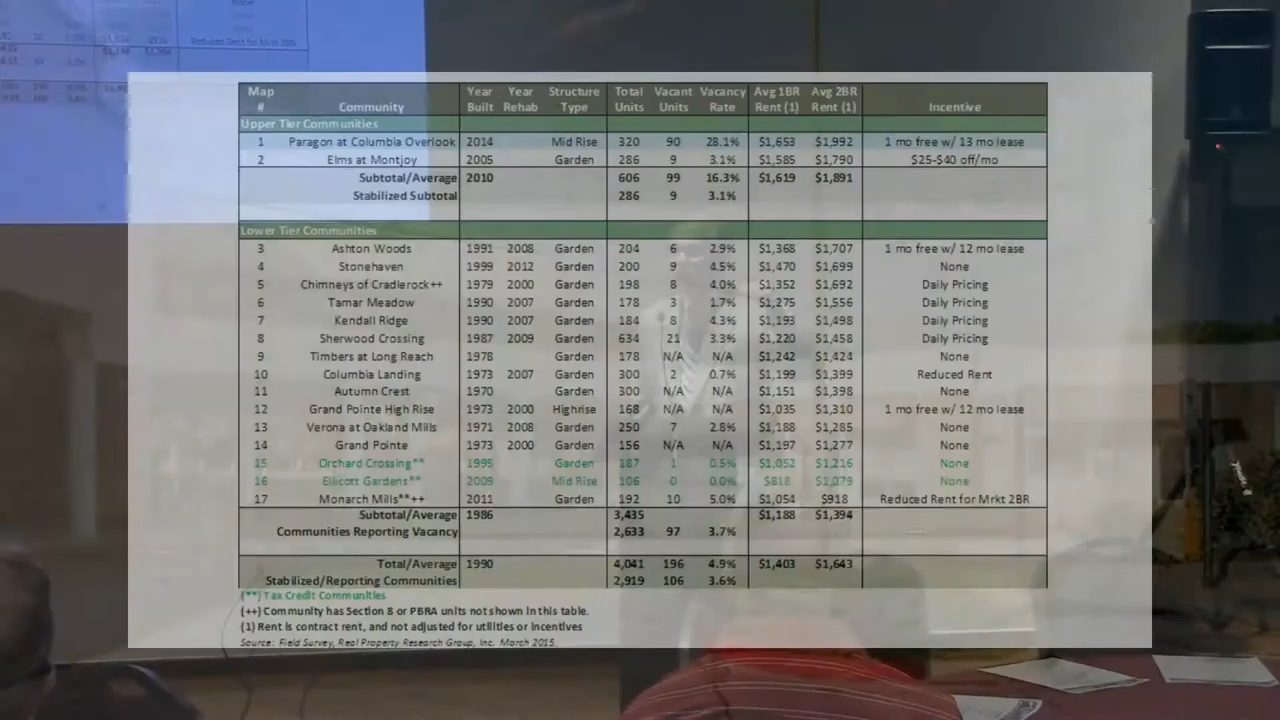 Reduced Rent for Mrkt 2BR
Map Year Year Structure Total Vacant Vacancy Avg 1BR Avg 2BR
# Community Built Rehab Type Units Units Rate Rent (1) Rent (1) Incentive
Upper Tier Communities
1 Paragon at Columbia Overlook 2014 Mid Rise 320 90 28.1% $1,653 $1,992 1 mo free w/ 13 mo lease
2 Elms at Montjoy 2005 Garden 286 9 3.1% $1,585 $1,790 $25-$40 off/mo
Subtotal/Average 2010 606 99 16.3% $1,619 $1,891
Stabilized Subtotal 286 9 3.1%
Lower Tier Communities
3 Ashton Woods 1991 2008 Garden 204 6 2.9% $1,368 $1,707 1 mo free w/ 12 mo lease
4 Stonehaven 1999 2012 Garden 200 9 4.5% $1,470 $1,699 None
5 Chimneys of Cradlerock++ 1979 2000 Garden 198 8 4.0% $1,352 $1,692 Daily Pricing
6 Tamar Meadow 1990 2007 Garden 178 3 1.7% $1,275 $1,556 Daily Pricing
7 Kendall Ridge 1990 2007 Garden 184 8 4.3% $1,193 $1,498 Daily Pricing
8 Sherwood Crossing 1987 2009 Garden 634 21 3.3% $1,220 $1,458 Daily Pricing
9 Timbers at Long Reach 1978 Garden 178 N/A N/A $1,242 $1,424 None
10 Columbia Landing 1973 2007 Garden 300 2 0.7% $1,199 $1,399 Reduced Rent
11 Autumn Crest 1970 Garden 300 N/A N/A $1,151 $1,398 None
12 Grand Pointe High Rise 1973 2000 Highrise 168 N/A N/A $1,035 $1,310 1 mo free w/ 12 mo lease
13 Verona at Oakland Mills 1971 2008 Garden 250 7 2.8% $1,188 $1,285 None
14 Grand Pointe 1973 2000 Garden 156 N/A N/A $1,197 $1,277 None
15 Orchard Crossing** 1995 Garden 187 1 0.5% $1,052 $1,216 None
16 Ellicott Gardens** 2009 Mid Rise 106 0 0.0% $818 $1,079 None
17 Monarch Mills**++ 2011 Garden 192 10 5.0% $1,054 $918 Reduced Rent for Mrkt 2BR
Subtotal/Average 1986 3,435 $1,188 $1,394
Communities Reporting Vacancy 2,633 97 3.7%
Total/Average 1990 4,041 196 4.9% $1,403 $1,643
Stabilized/Reporting Communities 2,919 106 3.6%
(**) Tax Credit Communities
(++) Community has Section 8 or PBRA units not shown in this table.
(1) Rent is contract rent, and not adjusted for utilities or incentives
Source: Field Survey, Real Property Research Group, Inc. March 2015.